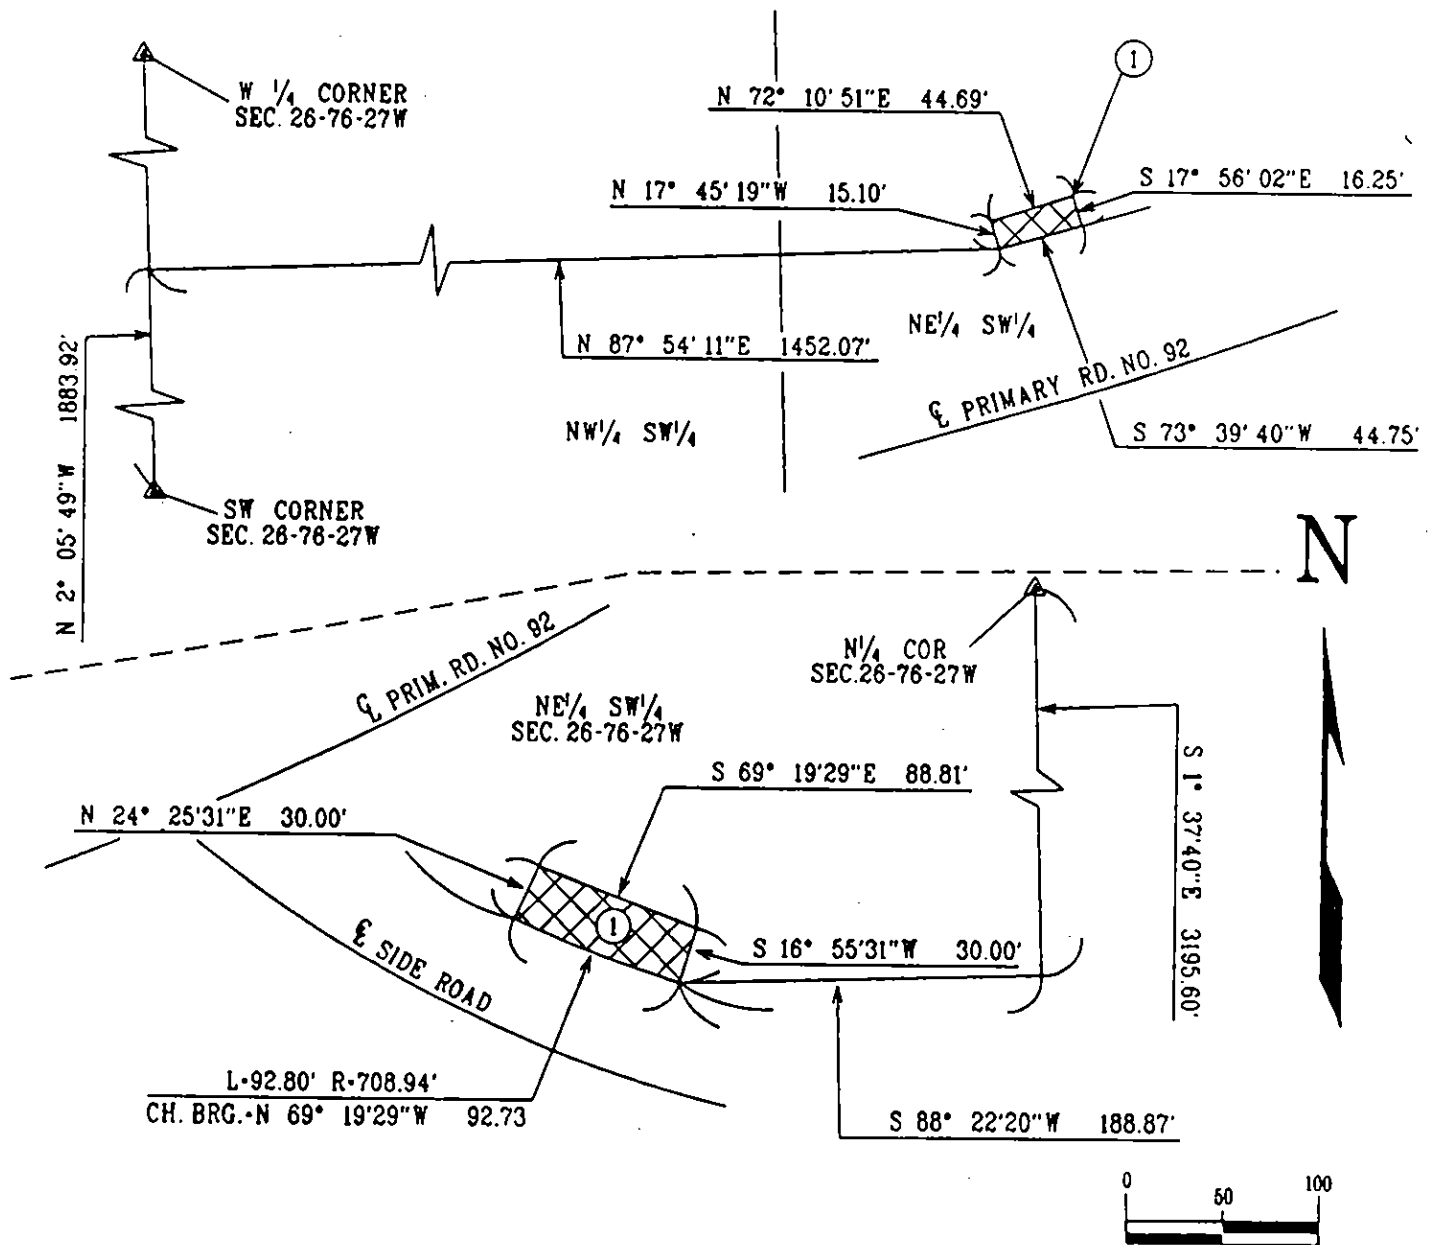 W 1/4 CORNER
SEC. 26-76-27W
1
N 72° 10' 51"E 44.69'
N 17° 45' 19"W 15.10'
S 17° 56' 02"E 16.25'
N 87° 54' 11"E 1452.07'
NE1/4 SW1/4
℄ PRIMARY RD. NO. 92
NW1/4 SW1/4
S 73° 39' 40"W 44.75'
N 2° 05' 49"W 1883.92'
SW CORNER
SEC. 26-76-27W
N
℄ PRIM. RD. NO. 92
N1/4 COR
SEC.26-76-27W
NE1/4 SW1/4
SEC. 26-76-27W
S 69° 19'29"E 88.81'
S 1° 37'40"E 3195.60'
N 24° 25'31"E 30.00'
1
℄ SIDE ROAD
S 16° 55'31"W 30.00'
L-92.80' R-708.94'
CH. BRG.-N 69° 19'29"W 92.73
S 88° 22'20"W 188.87'
0 50 100